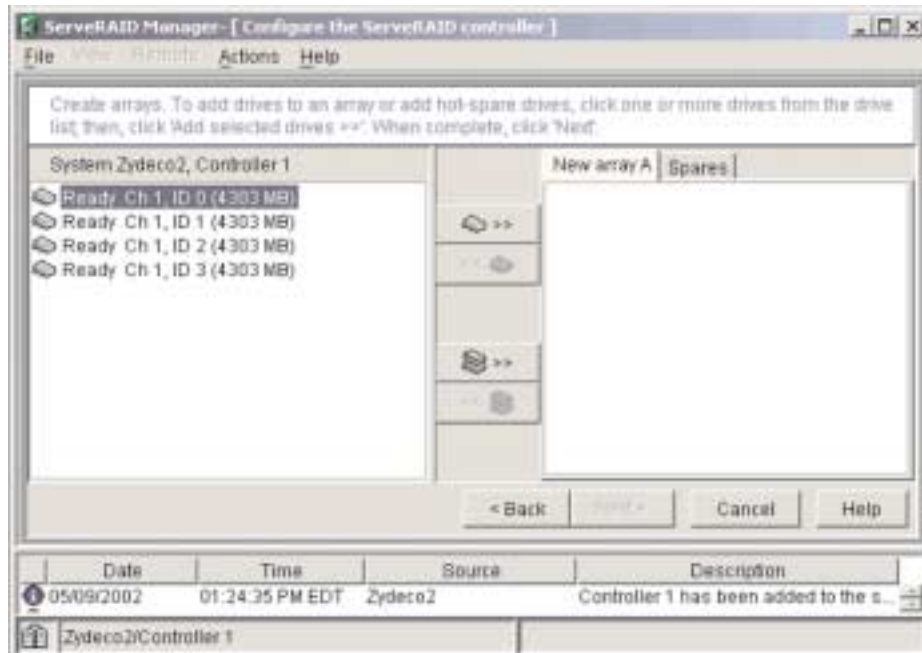 ServeRAID Manager- [ Configure the ServeRAID controller ]
File View Remote Actions Help
Create arrays. To add drives to an array or add hot-spare drives, click one or more drives from the drive
list; then, click 'Add selected drives >>'. When complete, click 'Next'.
System Zydeco2, Controller 1
New array A Spares
Ready Ch 1, ID 0 (4303 MB)
Ready Ch 1, ID 1 (4303 MB)
Ready Ch 1, ID 2 (4303 MB)
Ready Ch 1, ID 3 (4303 MB)
>>
<<
>>
<<
< Back Next > Cancel Help
Date Time Source Description
05/09/2002 01:24:35 PM EDT Zydeco2 Controller 1 has been added to the s...
Zydeco2/Controller 1